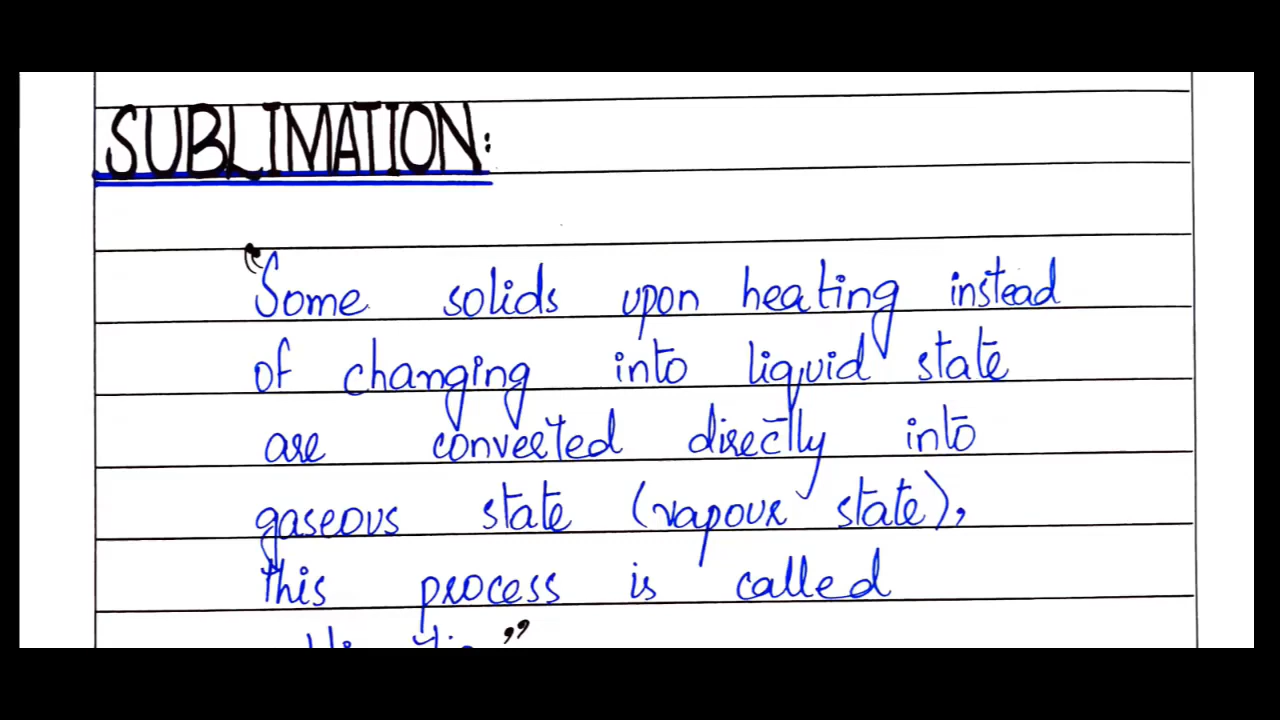 SUBLIMATION:
"Some solids upon heating instead
of changing into liquid state
are converted directly into
gaseous state (vapour state),
this process is called
”